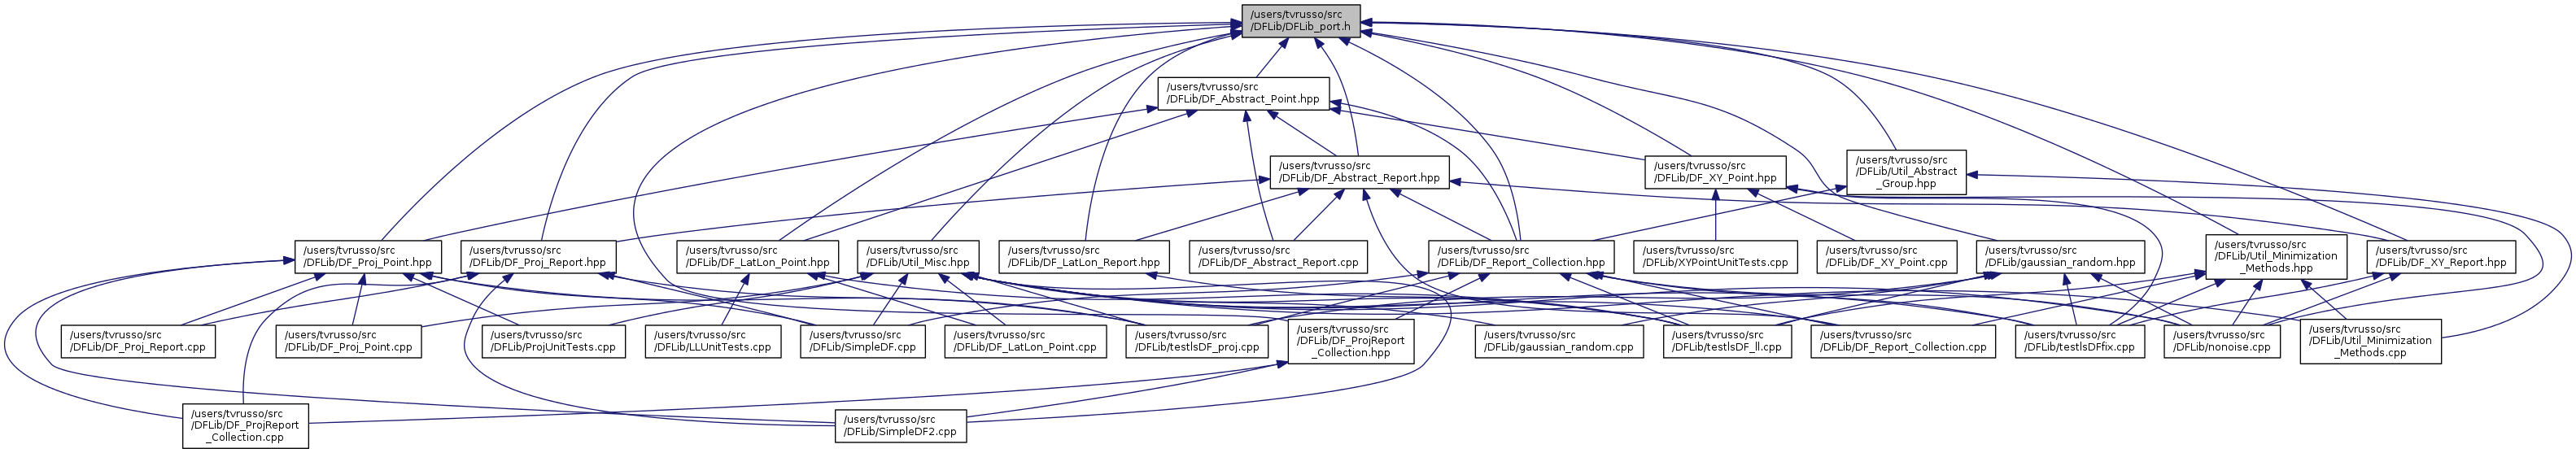 /users/tvrusso/src
/DFLib/DFLib_port.h
/users/tvrusso/src
/DFLib/DF_Abstract_Point.hpp
/users/tvrusso/src
/DFLib/DF_Abstract_Report.hpp
/users/tvrusso/src
/DFLib/DF_XY_Point.hpp
/users/tvrusso/src
/DFLib/Util_Abstract
_Group.hpp
/users/tvrusso/src
/DFLib/DF_Proj_Point.hpp
/users/tvrusso/src
/DFLib/DF_Proj_Report.hpp
/users/tvrusso/src
/DFLib/DF_LatLon_Point.hpp
/users/tvrusso/src
/DFLib/Util_Misc.hpp
/users/tvrusso/src
/DFLib/DF_LatLon_Report.hpp
/users/tvrusso/src
/DFLib/DF_Abstract_Report.cpp
/users/tvrusso/src
/DFLib/DF_Report_Collection.hpp
/users/tvrusso/src
/DFLib/XYPointUnitTests.cpp
/users/tvrusso/src
/DFLib/DF_XY_Point.cpp
/users/tvrusso/src
/DFLib/gaussian_random.hpp
/users/tvrusso/src
/DFLib/Util_Minimization
_Methods.hpp
/users/tvrusso/src
/DFLib/DF_XY_Report.hpp
/users/tvrusso/src
/DFLib/DF_Proj_Report.cpp
/users/tvrusso/src
/DFLib/DF_Proj_Point.cpp
/users/tvrusso/src
/DFLib/ProjUnitTests.cpp
/users/tvrusso/src
/DFLib/LLUnitTests.cpp
/users/tvrusso/src
/DFLib/SimpleDF.cpp
/users/tvrusso/src
/DFLib/DF_LatLon_Point.cpp
/users/tvrusso/src
/DFLib/testlsDF_proj.cpp
/users/tvrusso/src
/DFLib/DF_ProjReport
_Collection.hpp
/users/tvrusso/src
/DFLib/gaussian_random.cpp
/users/tvrusso/src
/DFLib/testlsDF_ll.cpp
/users/tvrusso/src
/DFLib/DF_Report_Collection.cpp
/users/tvrusso/src
/DFLib/testlsDFfix.cpp
/users/tvrusso/src
/DFLib/nonoise.cpp
/users/tvrusso/src
/DFLib/Util_Minimization
_Methods.cpp
/users/tvrusso/src
/DFLib/DF_ProjReport
_Collection.cpp
/users/tvrusso/src
/DFLib/SimpleDF2.cpp